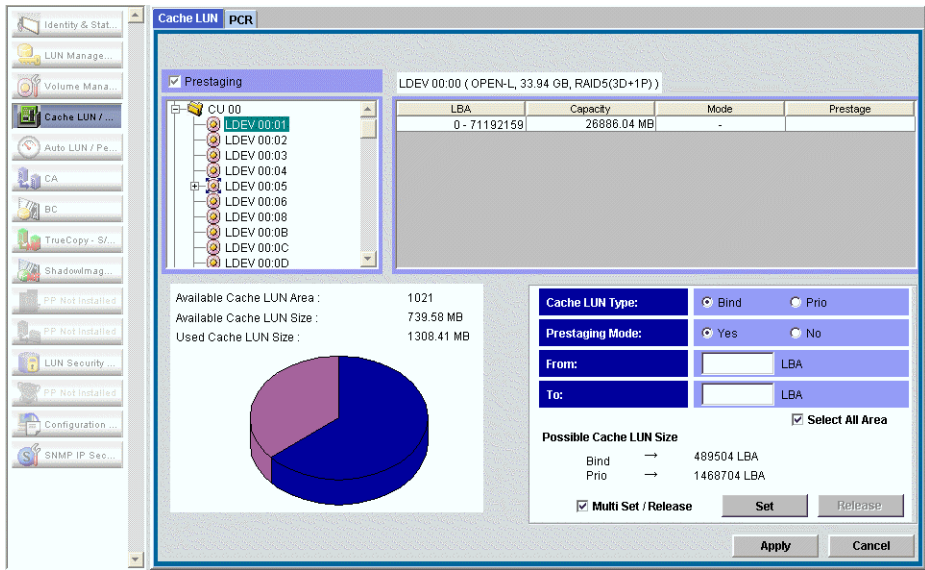 Identity & Stat...
LUN Manage...
Volume Mana...
Cache LUN / ...
Auto LUN / Pe...
CA
BC
TrueCopy - S/...
ShadowImag...
PP Not Installed
PP Not Installed
LUN Security ...
PP Not Installed
Configuration ...
SNMP IP Sec...
Cache LUN
PCR
Prestaging
LDEV 00:00 ( OPEN-L, 33.94 GB, RAID5(3D+1P) )
CU 00
LDEV 00:01
LDEV 00:02
LDEV 00:03
LDEV 00:04
LDEV 00:05
LDEV 00:06
LDEV 00:08
LDEV 00:0B
LDEV 00:0C
LDEV 00:0D
LBA Capacity Mode Prestage
0 - 71192159 26886.04 MB -
Available Cache LUN Area : 1021
Available Cache LUN Size : 739.58 MB
Used Cache LUN Size : 1308.41 MB
Cache LUN Type: Bind Prio
Prestaging Mode: Yes No
From: LBA
To: LBA
Select All Area
Possible Cache LUN Size
Bind → 489504 LBA
Prio → 1468704 LBA
Multi Set / Release Set Release
Apply Cancel